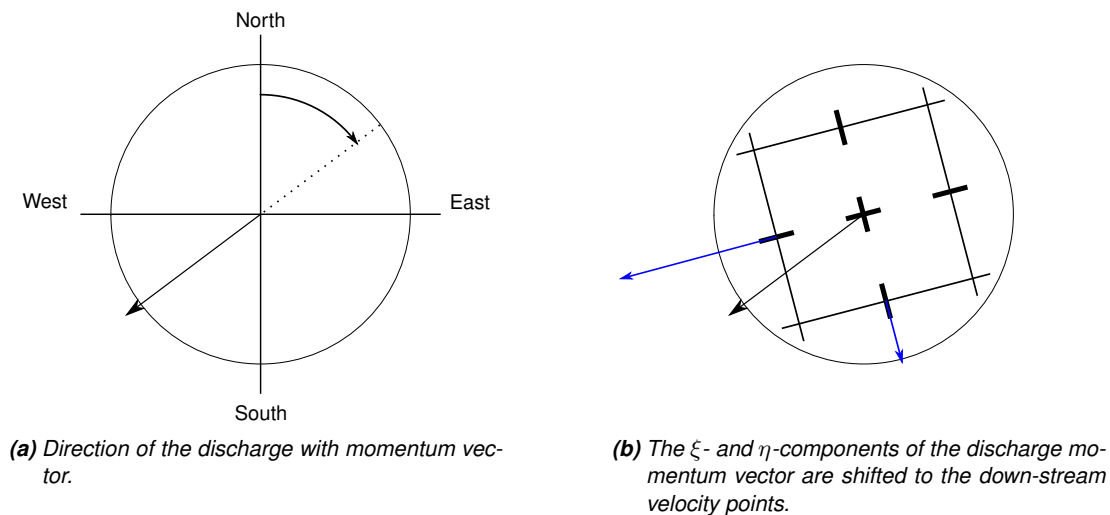 North
West
East
South
(a) Direction of the discharge with momentum vec-
tor.
(b) The ξ- and η-components of the discharge mo-
mentum vector are shifted to the down-stream
velocity points.